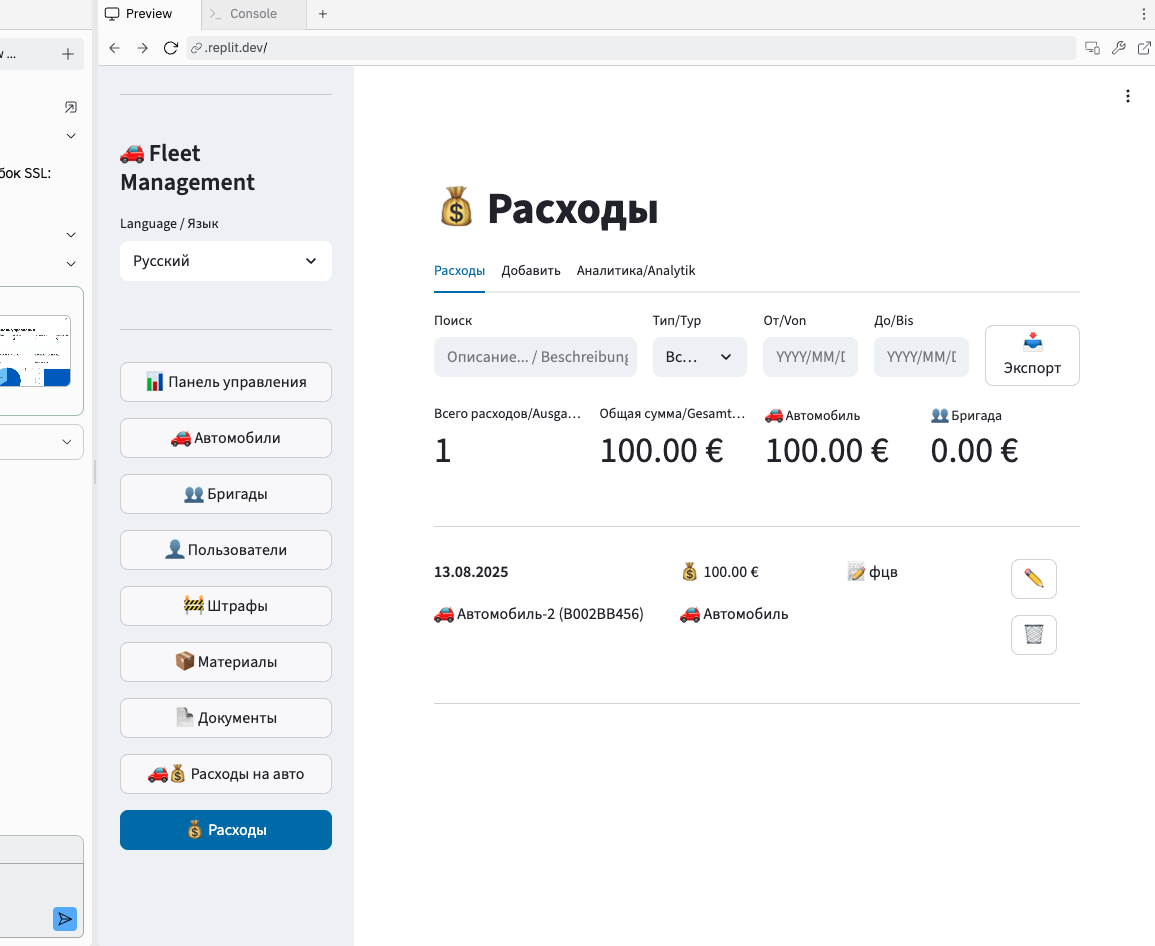 Preview
Console
.replit.dev/
бок SSL:
Fleet
Management
Language / Язык
Русский
Панель управления
Автомобили
Бригады
Пользователи
Штрафы
Материалы
Документы
Расходы на авто
Расходы
Расходы
Расходы Добавить Аналитика/Analytik
Поиск Тип/Typ От/Von До/Bis
Описание... / Beschreibung Вс... YYYY/MM/D YYYY/MM/D
Экспорт
Всего расходов/Ausga... Общая сумма/Gesamt... Автомобиль Бригада
1 100.00 € 100.00 € 0.00 €
13.08.2025 100.00 € фцв
Автомобиль-2 (B002BB456) Автомобиль